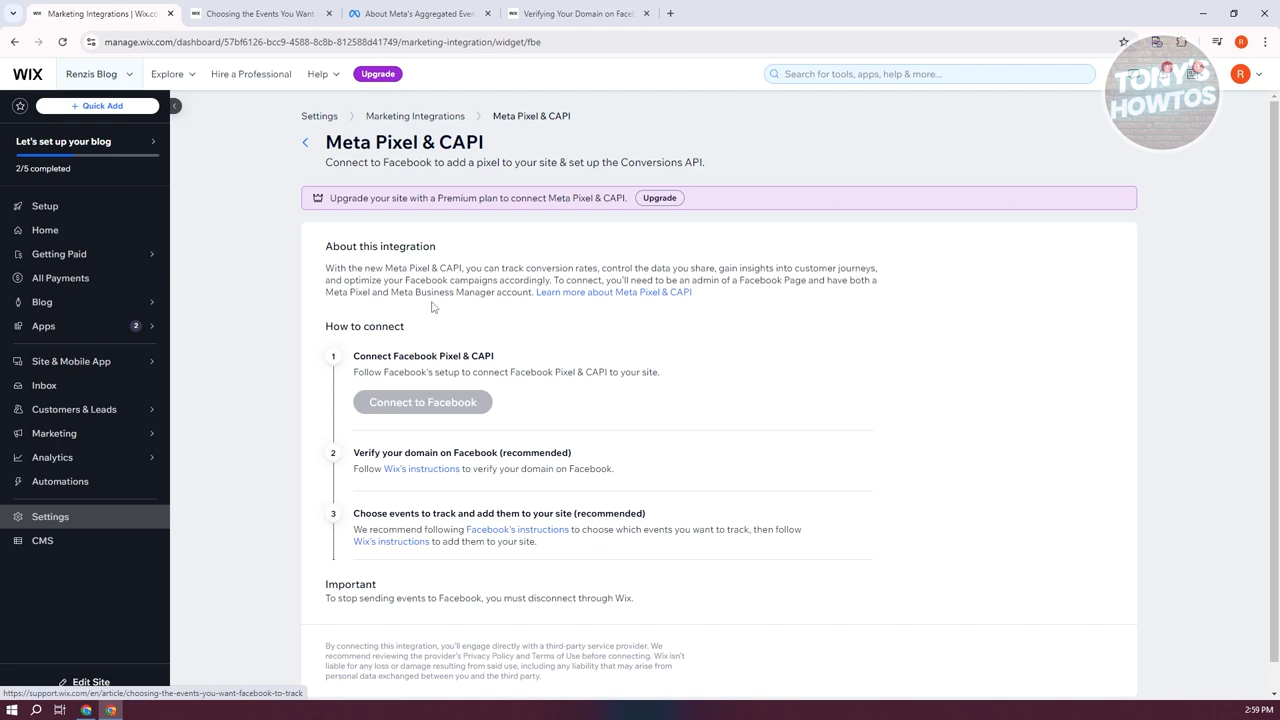 Marketing Integrations | Wix.co
Choosing the Events You Want
About Meta's Aggregated Even
Verifying Your Domain on Faceb
manage.wix.com/dashboard/57bf6126-bcc9-4588-8c8b-812588d41749/marketing-integration/widget/fbe
R
WIX
Renzis Blog
Explore
Hire a Professional
Help
Upgrade
Search for tools, apps, help & more...
R
TONY'S
HOWTOS
+ Quick Add
Let's set up your blog
2/5 completed
Setup
Home
Getting Paid
All Payments
Blog
Apps
2
Site & Mobile App
Inbox
Customers & Leads
Marketing
Analytics
Automations
Settings
CMS
Edit Site
Settings
Marketing Integrations
Meta Pixel & CAPI
Meta Pixel & CAPI
Connect to Facebook to add a pixel to your site & set up the Conversions API.
Upgrade your site with a Premium plan to connect Meta Pixel & CAPI.
Upgrade
About this integration
With the new Meta Pixel & CAPI, you can track conversion rates, control the data you share, gain insights into customer journeys,
and optimize your Facebook campaigns accordingly. To connect, you'll need to be an admin of a Facebook Page and have both a
Meta Pixel and Meta Business Manager account. Learn more about Meta Pixel & CAPI
How to connect
1
Connect Facebook Pixel & CAPI
Follow Facebook's setup to connect Facebook Pixel & CAPI to your site.
Connect to Facebook
2
Verify your domain on Facebook (recommended)
Follow Wix's instructions to verify your domain on Facebook.
3
Choose events to track and add them to your site (recommended)
We recommend following Facebook's instructions to choose which events you want to track, then follow
Wix's instructions to add them to your site.
Important
To stop sending events to Facebook, you must disconnect through Wix.
By connecting this integration, you'll engage directly with a third-party service provider. We
recommend reviewing the provider's Privacy Policy and Terms of Use before connecting. Wix isn't
liable for any loss or damage resulting from said use, including any liability that may arise from
personal data exchanged between you and the third party.
https://support.wix.com/en/article/choosing-the-events-you-want-facebook-to-track
2:59 PM